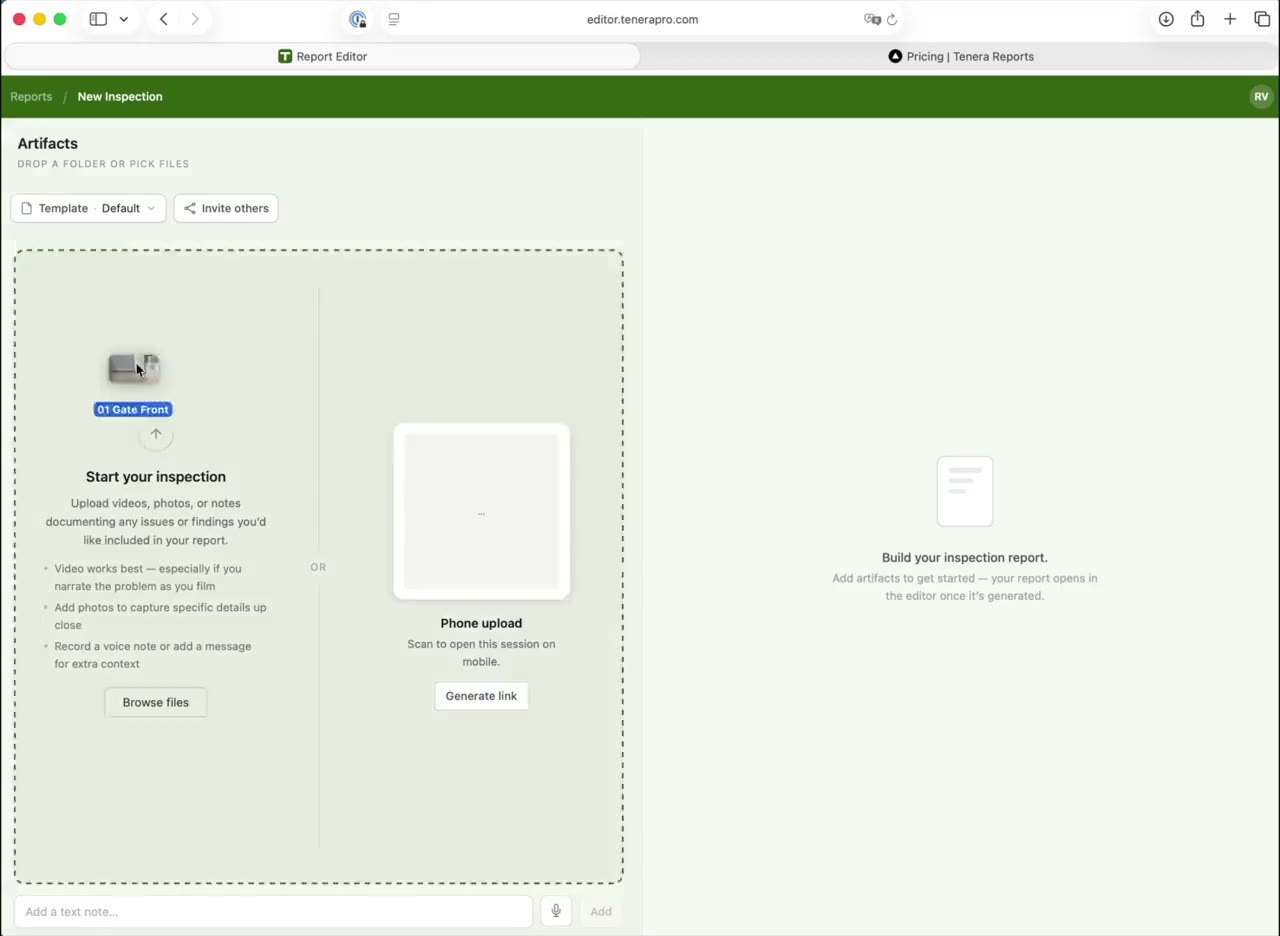 editor.tenerapro.com
Report Editor
Pricing | Tenera Reports
Reports / New Inspection
RV
Artifacts
DROP A FOLDER OR PICK FILES
Template · Default
Invite others
01 Gate Front
Start your inspection
Upload videos, photos, or notes
documenting any issues or findings you'd
like included in your report.
• Video works best — especially if you
narrate the problem as you film
• Add photos to capture specific details up
close
• Record a voice note or add a message
for extra context
Browse files
OR
...
Phone upload
Scan to open this session on
mobile.
Generate link
Build your inspection report.
Add artifacts to get started — your report opens in
the editor once it's generated.
Add a text note...
Add